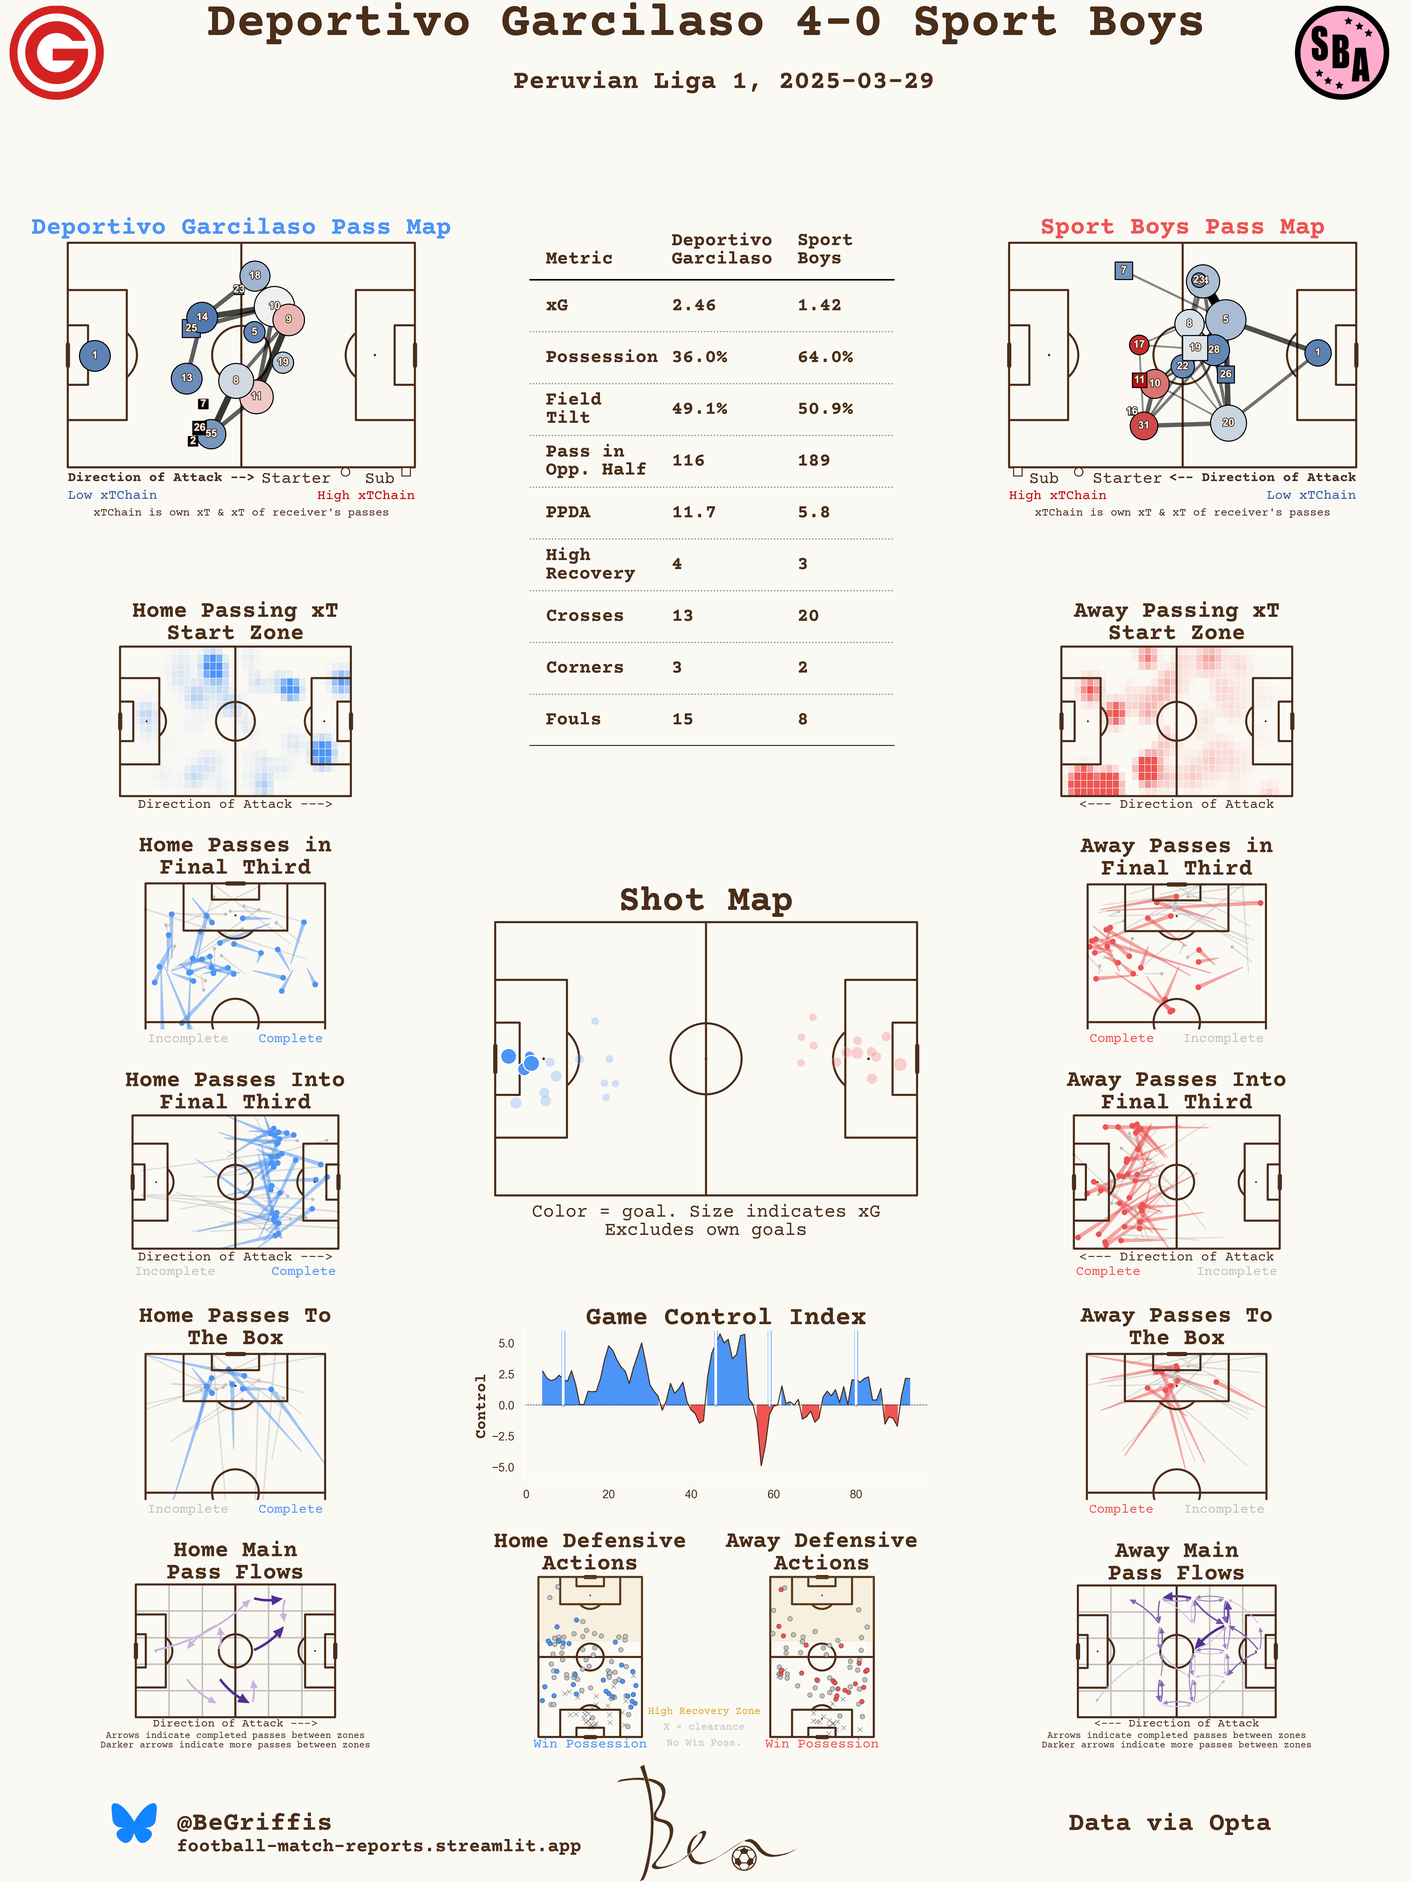 Deportivo Garcilaso 4-0 Sport Boys
Peruvian Liga 1, 2025-03-29
G
SBA
Deportivo Garcilaso Pass Map
18
23
10
14
9
25
5
1
19
13
8
11
7
26
55
2
Direction of Attack --> Starter Sub
Low xTChain High xTChain
xTChain is own xT & xT of receiver's passes
Metric Deportivo Garcilaso Sport Boys
xG 2.46 1.42
Possession 36.0% 64.0%
Field Tilt 49.1% 50.9%
Pass in Opp. Half 116 189
PPDA 11.7 5.8
High Recovery 4 3
Crosses 13 20
Corners 3 2
Fouls 15 8
Sport Boys Pass Map
7
23
5
8
17
19
28
1
22
26
11
10
16
31
20
Sub Starter <-- Direction of Attack
High xTChain Low xTChain
xTChain is own xT & xT of receiver's passes
Home Passing xT
Start Zone
Direction of Attack --->
Away Passing xT
Start Zone
<--- Direction of Attack
Home Passes in
Final Third
Incomplete Complete
Away Passes in
Final Third
Complete Incomplete
Shot Map
Color = goal. Size indicates xG
Excludes own goals
Home Passes Into
Final Third
Direction of Attack --->
Incomplete Complete
Away Passes Into
Final Third
<--- Direction of Attack
Complete Incomplete
Home Passes To
The Box
Incomplete Complete
Game Control Index
Control
5.0
2.5
0.0
−2.5
−5.0
0 20 40 60 80
Away Passes To
The Box
Complete Incomplete
Home Main
Pass Flows
Direction of Attack --->
Arrows indicate completed passes between zones
Darker arrows indicate more passes between zones
Home Defensive
Actions
Win Possession
Away Defensive
Actions
Win Possession
High Recovery Zone
X = clearance
No Win Poss.
Away Main
Pass Flows
<--- Direction of Attack
Arrows indicate completed passes between zones
Darker arrows indicate more passes between zones
@BeGriffis
football-match-reports.streamlit.app
Ben
Data via Opta